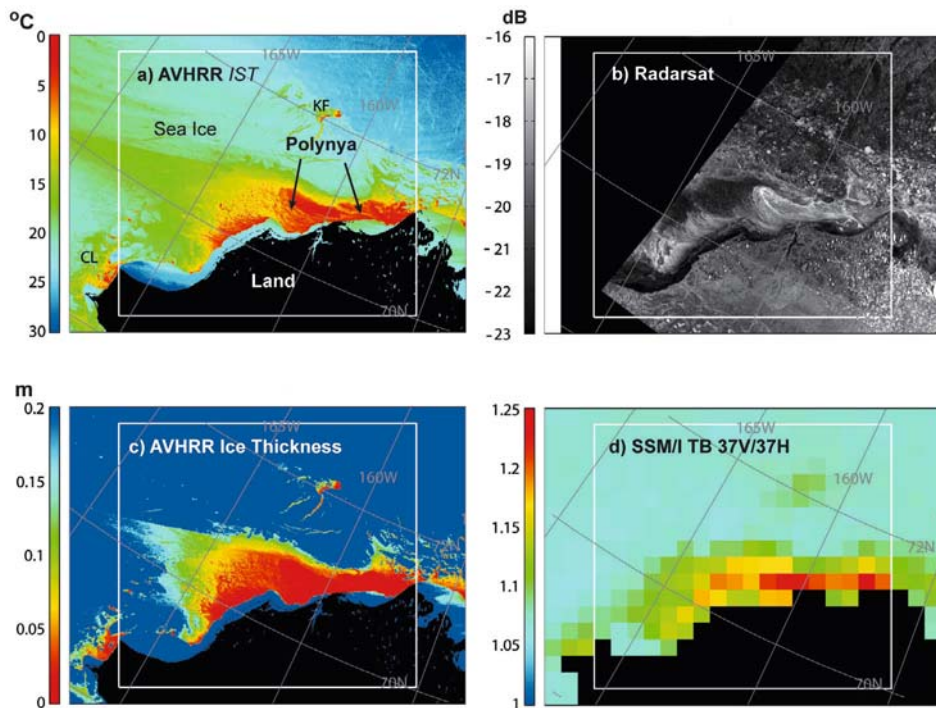 °C
0
5
10
15
20
25
30
a) AVHRR IST
165W
KF
160W
Sea Ice
Polynya
72N
CL
Land
70N
dB
-16
-17
-18
-19
-20
-21
-22
-23
165W
b) Radarsat
160W
m
0.2
0.15
0.1
0.05
0
165W
c) AVHRR Ice Thickness
160W
72N
70N
1.25
1.2
1.15
1.1
1.05
1
165W
d) SSM/I TB 37V/37H
160W
72N
70N